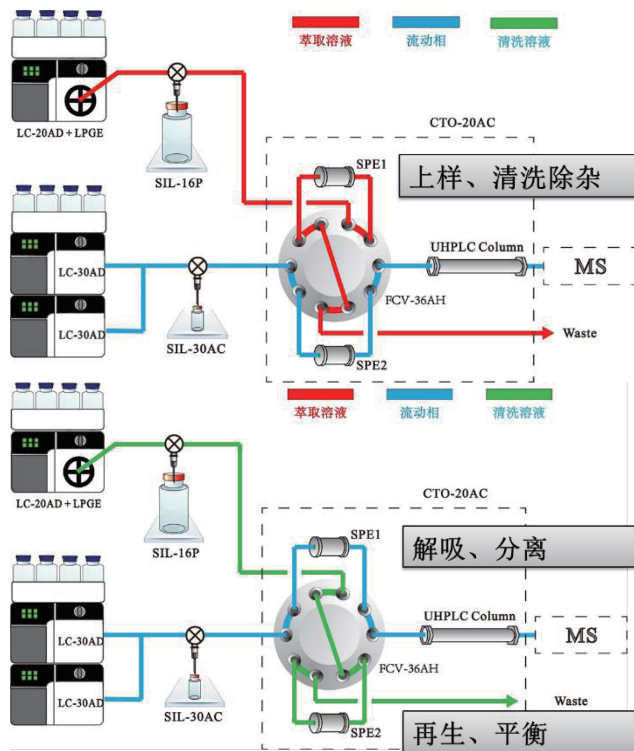 萃取溶液 流动相 清洗溶液
LC-20AD + LPGE
SIL-16P
CTO-20AC
SPE1
上样、清洗除杂
LC-30AD
UHPLC Column
MS
LC-30AD
FCV-36AH
SIL-30AC
Waste
SPE2
萃取溶液 流动相 清洗溶液
LC-20AD + LPGE
SIL-16P
CTO-20AC
SPE1
解吸、分离
LC-30AD
UHPLC Column
MS
LC-30AD
FCV-36AH
SIL-30AC
Waste
SPE2
再生、平衡